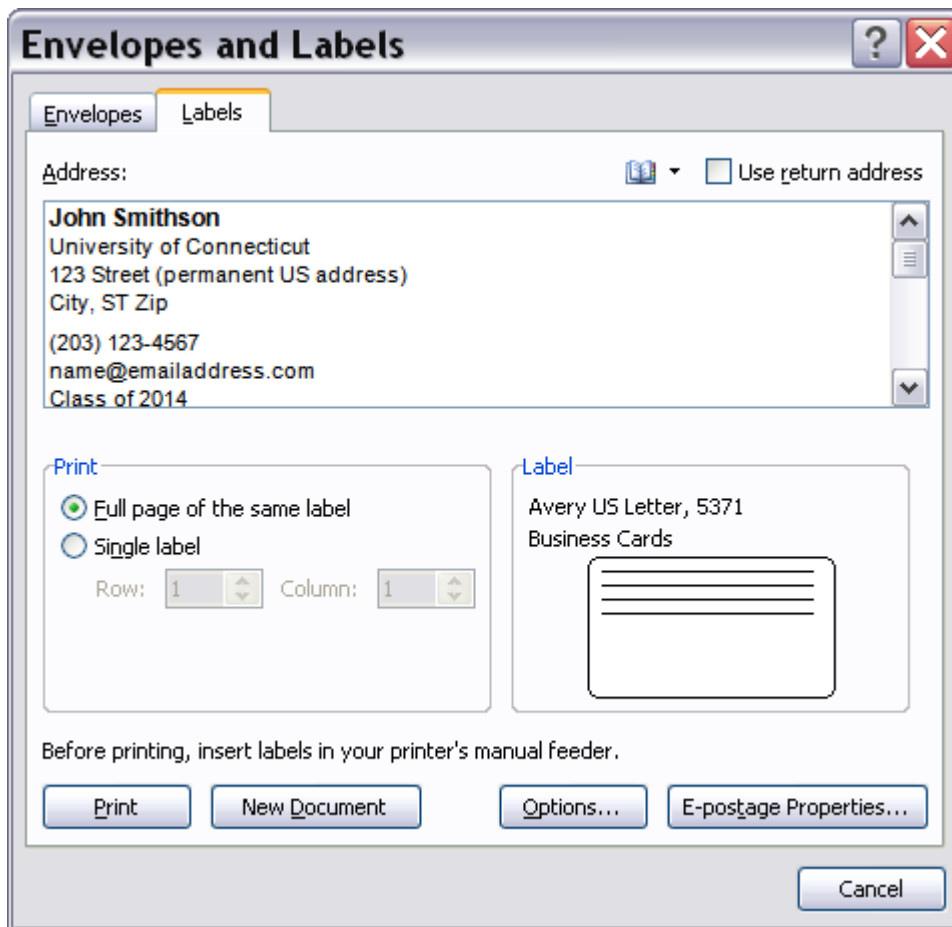 Envelopes and Labels
?
Envelopes
Labels
Address:
Use return address
John Smithson
University of Connecticut
123 Street (permanent US address)
City, ST Zip
(203) 123-4567
name@emailaddress.com
Class of 2014
Print
Full page of the same label
Single label
Row: 1 Column: 1
Label
Avery US Letter, 5371
Business Cards
Before printing, insert labels in your printer's manual feeder.
Print
New Document
Options...
E-postage Properties...
Cancel